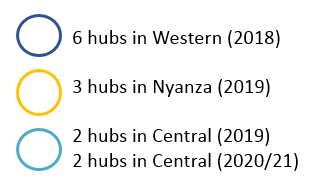 6 hubs in Western (2018)
3 hubs in Nyanza (2019)
2 hubs in Central (2019)
2 hubs in Central (2020/21)